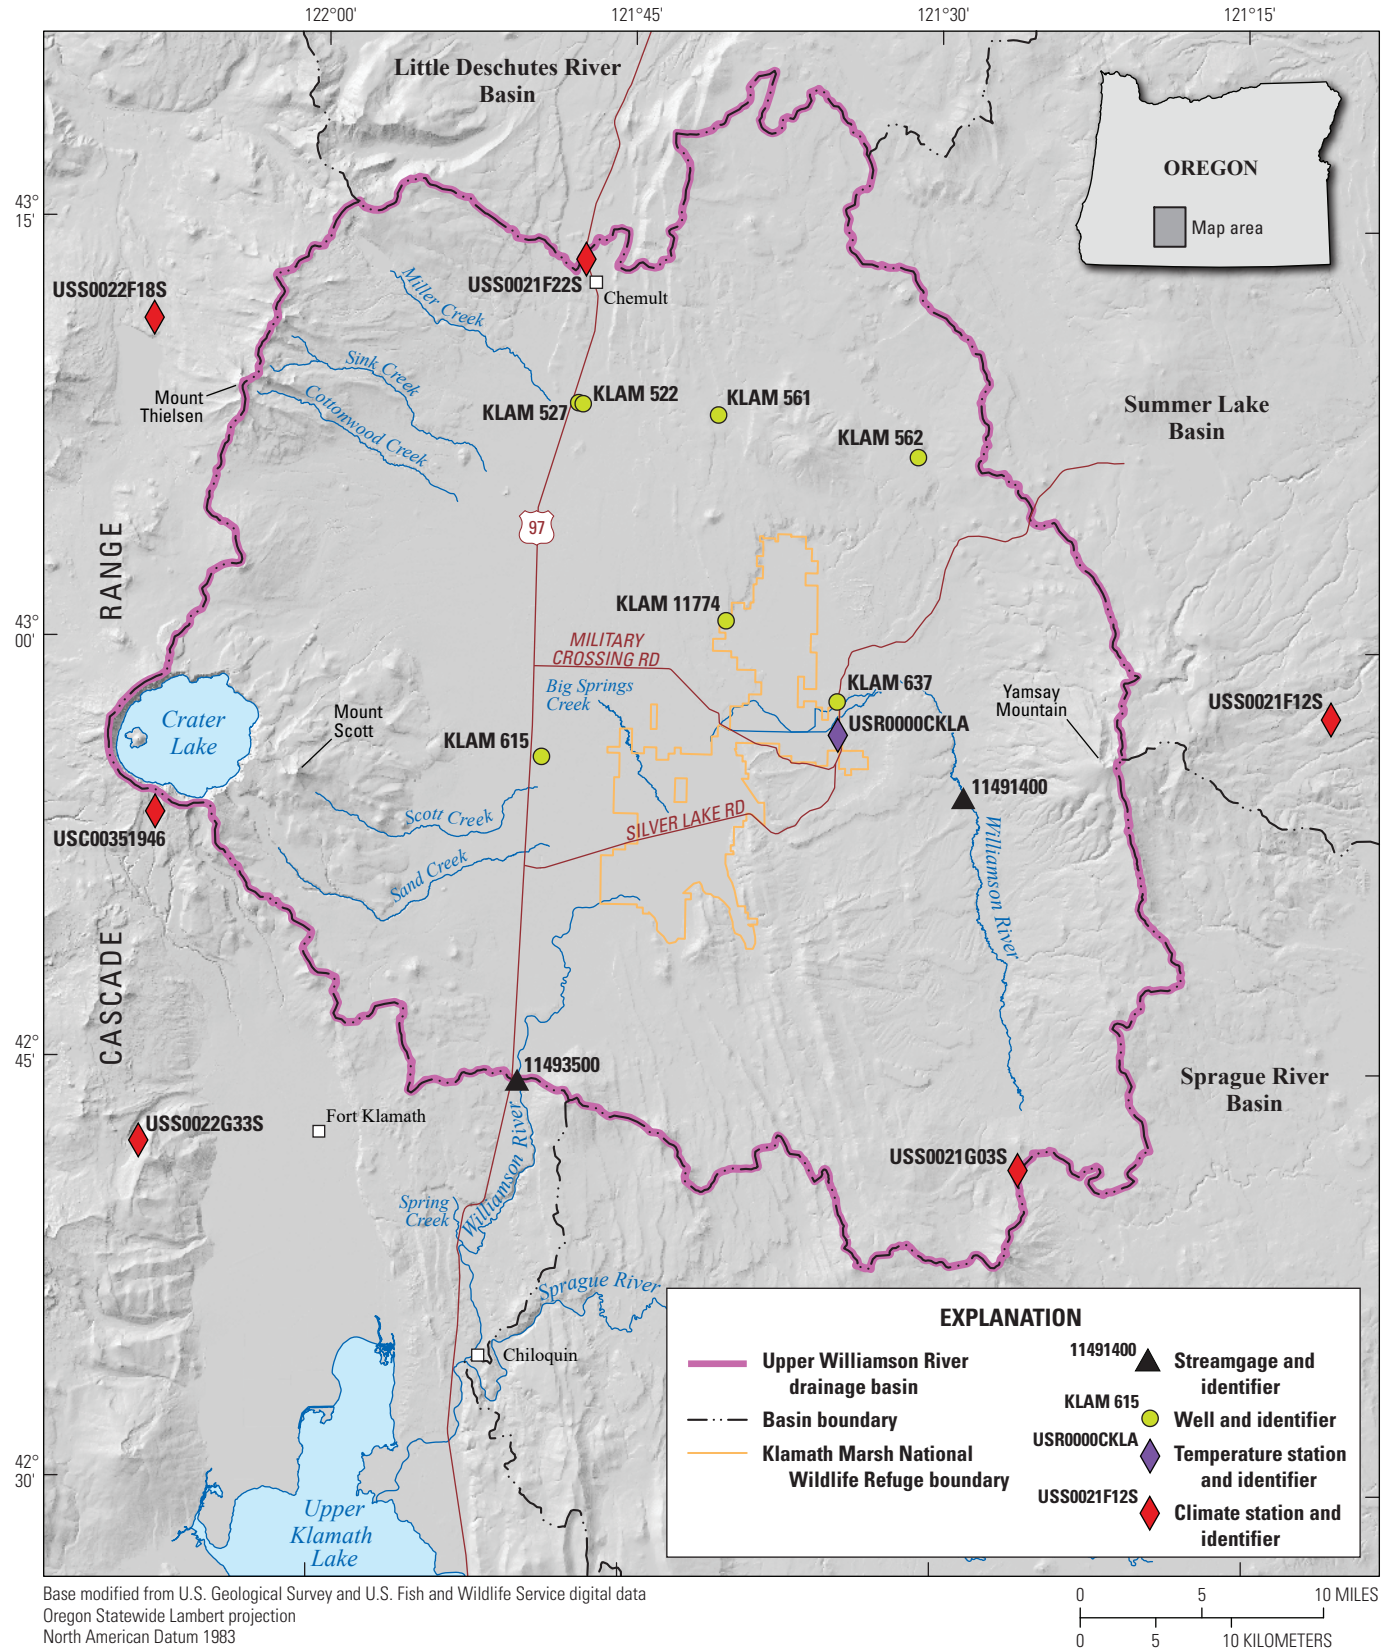 122°00'
121°45'
121°30'
121°15'
Little Deschutes River
Basin
OREGON
Map area
43°
15'
USS0022F18S
USS0021F22S
Chemult
Miller Creek
Sink Creek
Cottonwood Creek
Mount
Thielsen
KLAM 522
KLAM 527
KLAM 561
KLAM 562
Summer Lake
Basin
97
RANGE
43°
00'
KLAM 11774
MILITARY
CROSSING RD
Big Springs
Creek
KLAM 637
USR0000CKLA
Yamsay
Mountain
USS0021F12S
Crater
Lake
Mount
Scott
KLAM 615
11491400
Scott Creek
SILVER LAKE RD
Williamson River
USC00351946
Sand Creek
CASCADE
42°
45'
11493500
Sprague River
Basin
Fort Klamath
USS0022G33S
Williamson River
USS0021G03S
Spring
Creek
Sprague River
Chiloquin
42°
30'
Upper
Klamath
Lake
EXPLANATION
Upper Williamson River
drainage basin
Basin boundary
Klamath Marsh National
Wildlife Refuge boundary
11491400
Streamgage and
identifier
KLAM 615
Well and identifier
USR0000CKLA
Temperature station
and identifier
USS0021F12S
Climate station and
identifier
Base modified from U.S. Geological Survey and U.S. Fish and Wildlife Service digital data
Oregon Statewide Lambert projection
North American Datum 1983
0 5 10 MILES
0 5 10 KILOMETERS